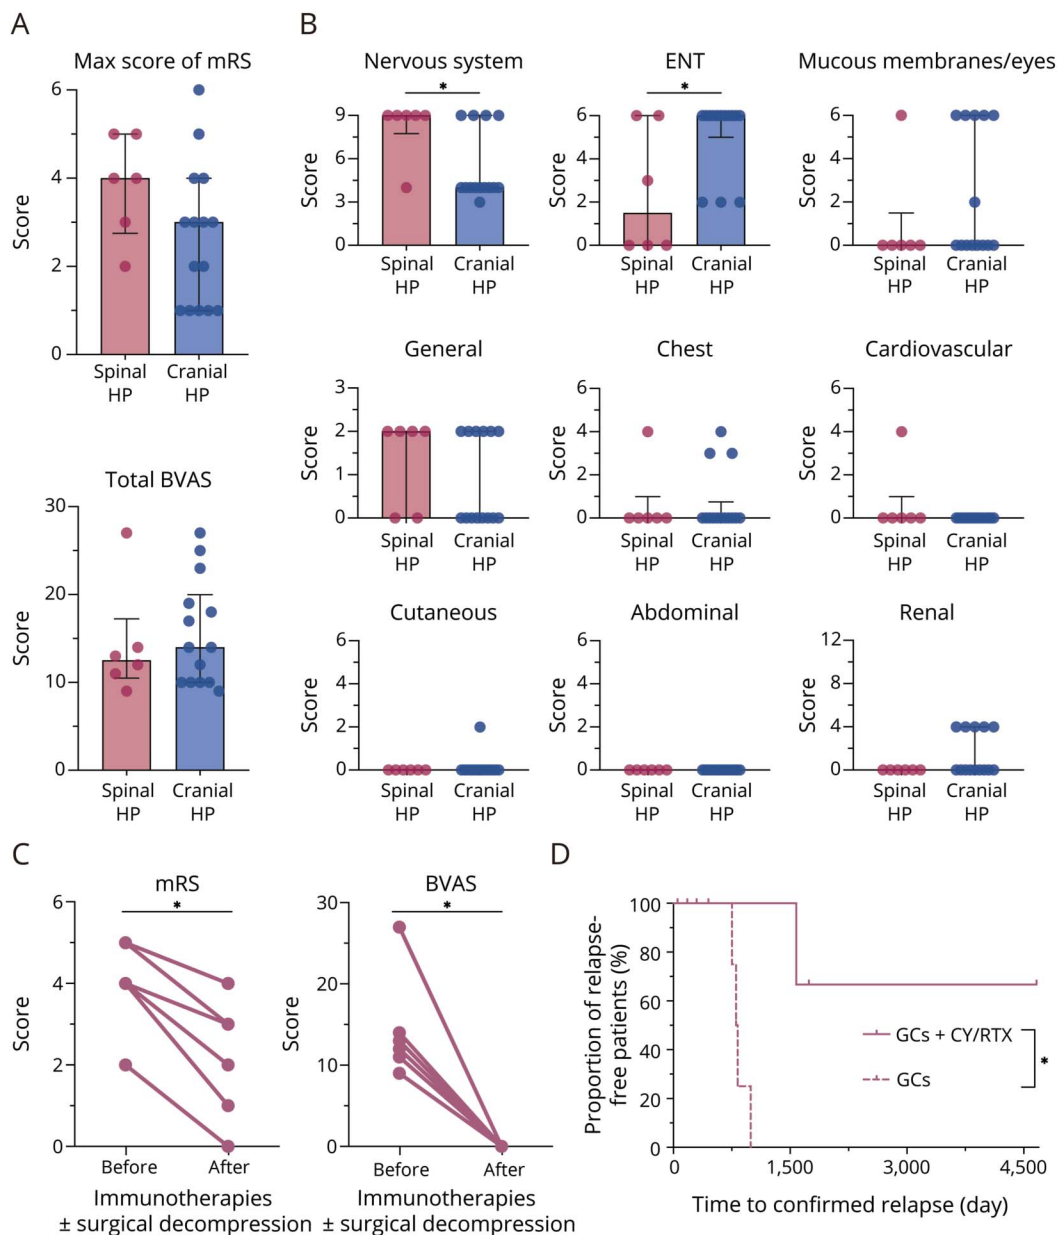 A
Max score of mRS
Score
6
4
2
0
Spinal HP
Cranial HP
Total BVAS
Score
30
20
10
0
Spinal HP
Cranial HP
B
Nervous system
*
Score
9
6
3
0
Spinal HP
Cranial HP
ENT
*
Score
6
4
2
0
Spinal HP
Cranial HP
Mucous membranes/eyes
Score
6
4
2
0
Spinal HP
Cranial HP
General
Score
3
2
1
0
Spinal HP
Cranial HP
Chest
Score
6
4
2
0
Spinal HP
Cranial HP
Cardiovascular
Score
6
4
2
0
Spinal HP
Cranial HP
Cutaneous
Score
6
4
2
0
Spinal HP
Cranial HP
Abdominal
Score
6
4
2
0
Spinal HP
Cranial HP
Renal
Score
12
8
4
0
Spinal HP
Cranial HP
C
mRS
*
Score
6
4
2
0
Before After
Immunotherapies
± surgical decompression
BVAS
*
Score
30
20
10
0
Before After
Immunotherapies
± surgical decompression
D
Proportion of relapse-
free patients (%)
100
80
60
40
20
0
GCs + CY/RTX
GCs
*
0 1,500 3,000 4,500
Time to confirmed relapse (day)